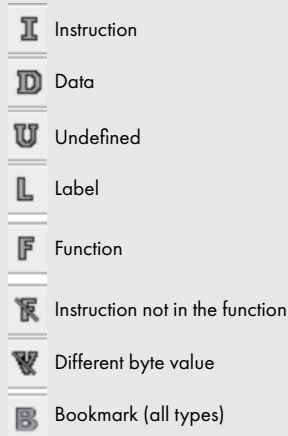 I Instruction
D Data
U Undefined
L Label
F Function
F Instruction not in the function
V Different byte value
B Bookmark (all types)